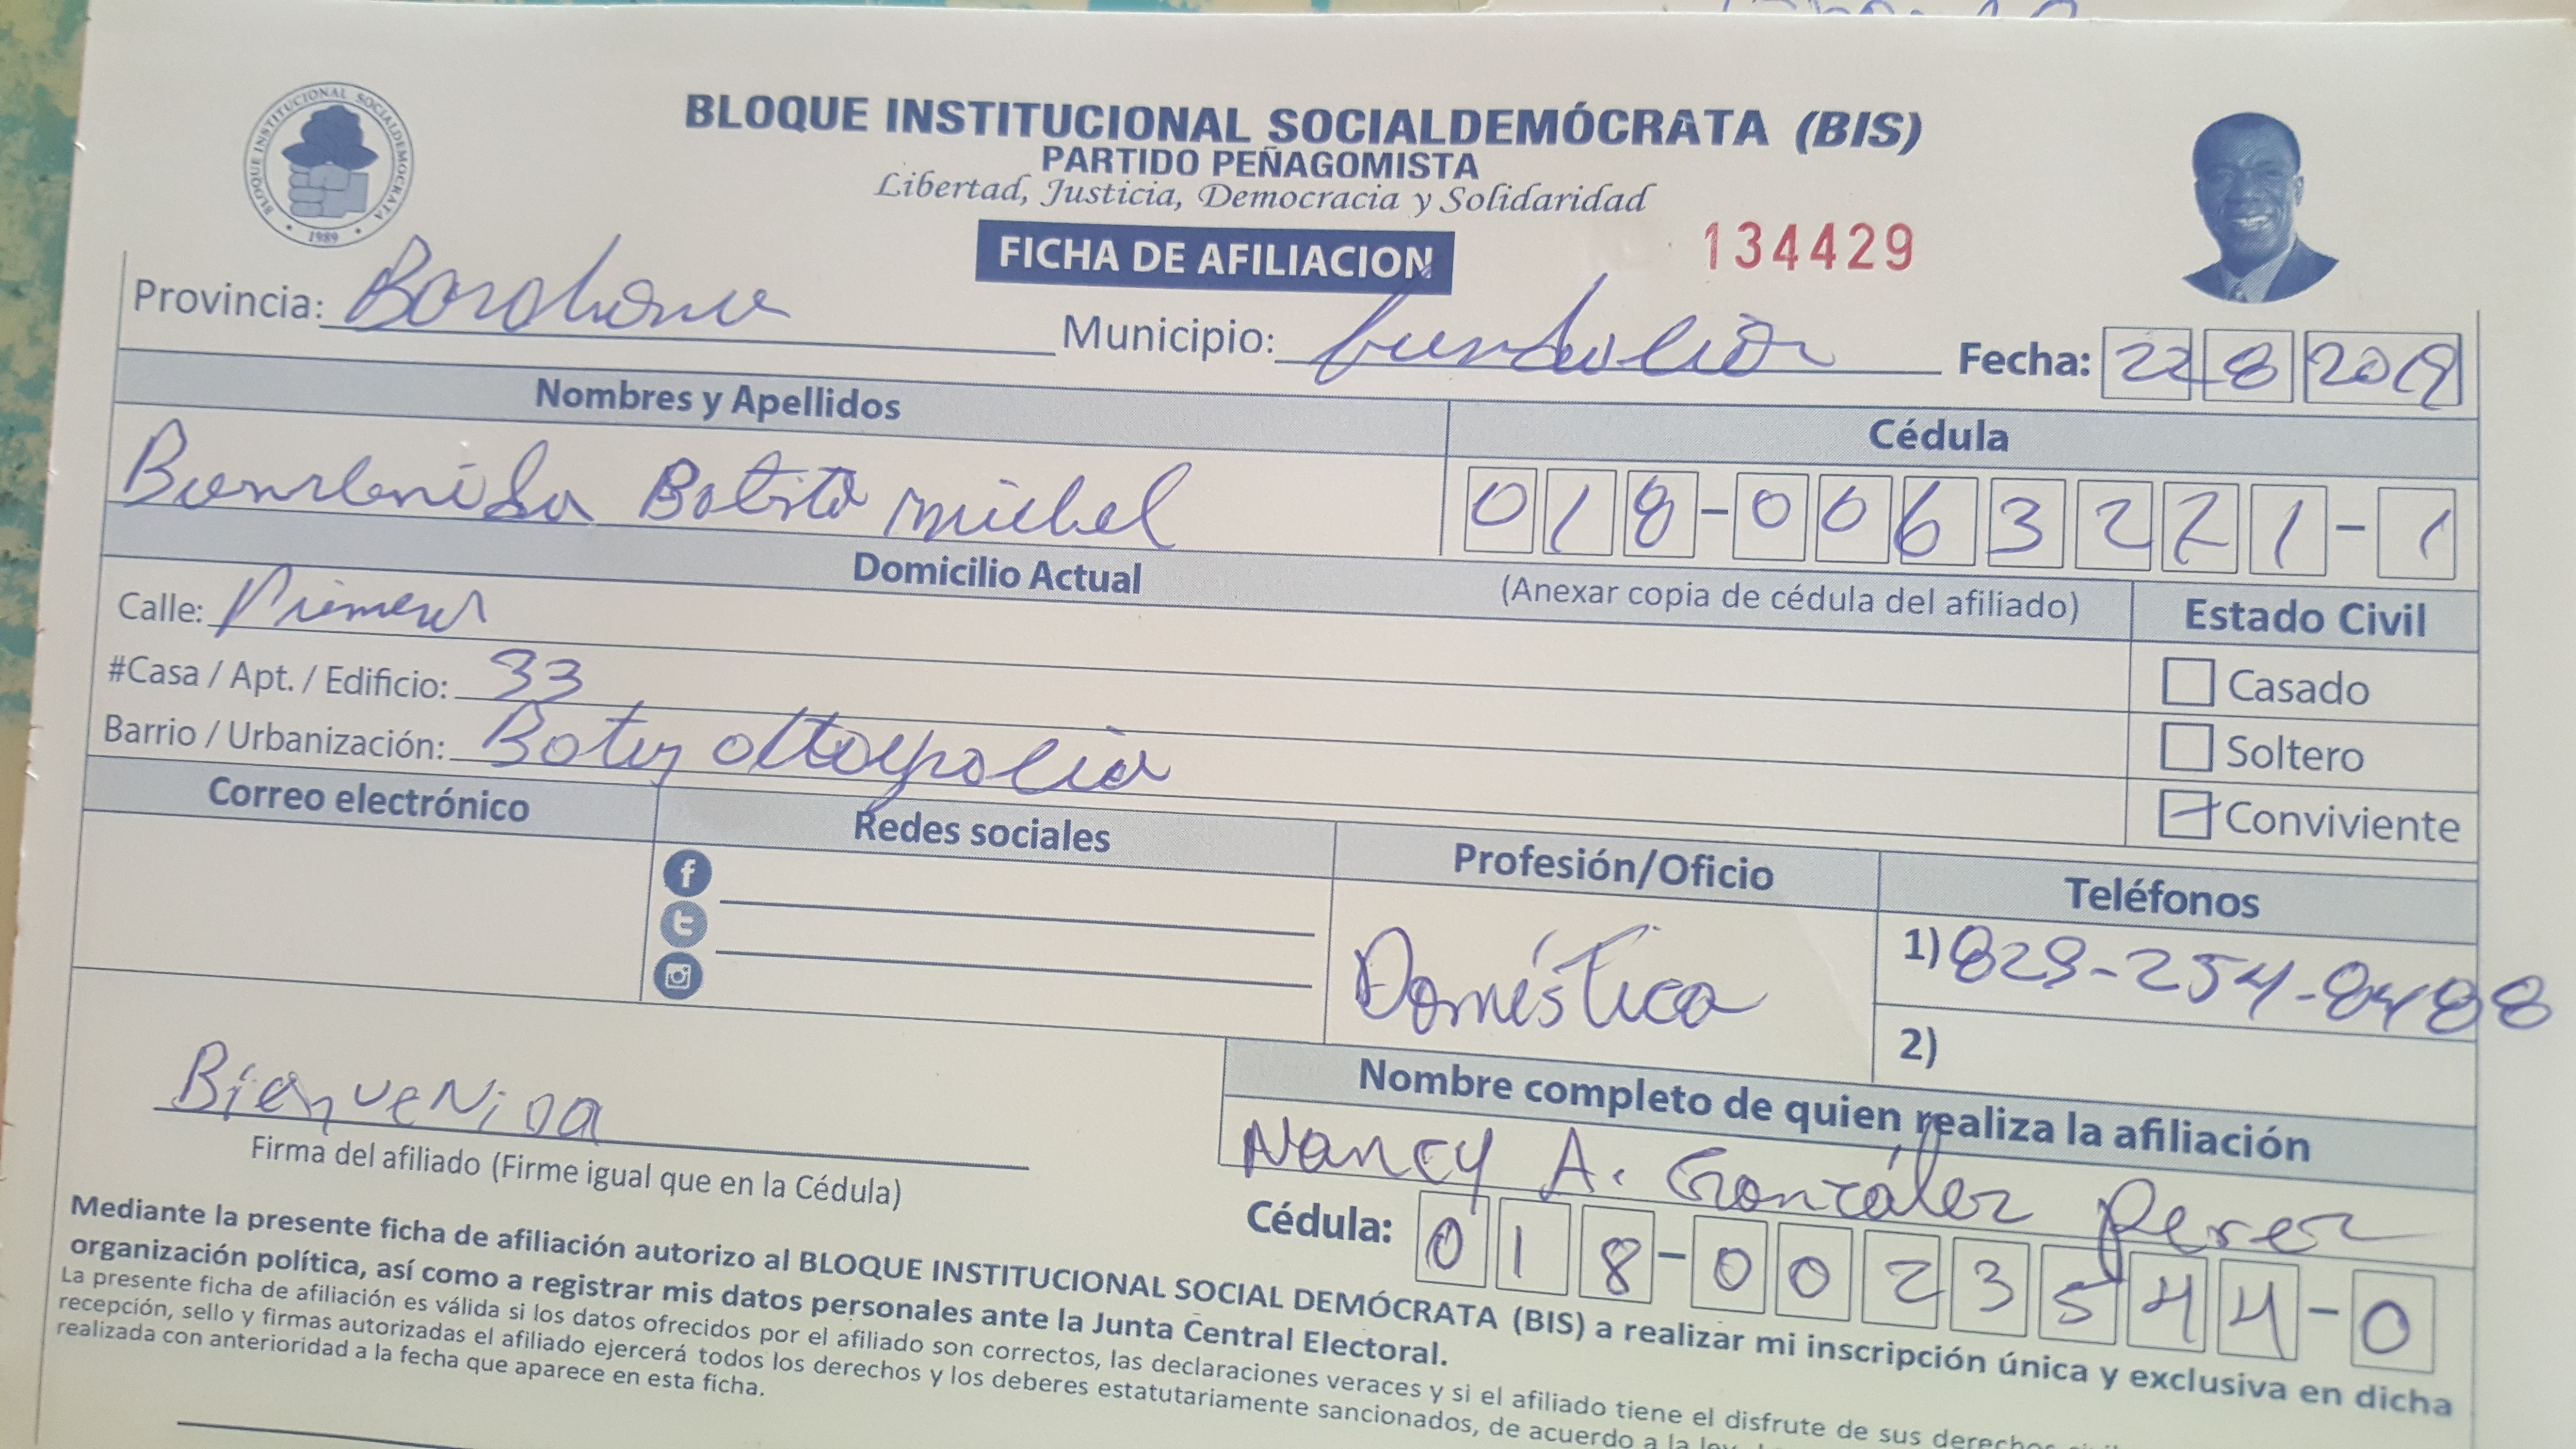 BLOQUE INSTITUCIONAL SOCIALDEMOCRATA
1989
BLOQUE INSTITUCIONAL SOCIALDEMÓCRATA (BIS)
PARTIDO PEÑAGOMISTA
Libertad, Justicia, Democracia y Solidaridad
FICHA DE AFILIACION
134429
Provincia: Barahona Municipio: fundación Fecha: 22 8 2019
Nombres y Apellidos Cédula
Bienvenida Batista michel 018-0063221-1
Domicilio Actual (Anexar copia de cédula del afiliado) Estado Civil
Calle: Primera
#Casa / Apt. / Edificio: 33 Casado
Barrio / Urbanización: Batey Soltero
Conviviente
Correo electrónico Redes sociales Profesión/Oficio Teléfonos
Doméstica
1) 829-254-8488
2)
Bienvenida
Firma del afiliado (Firme igual que en la Cédula)
Nombre completo de quien realiza la afiliación
Nancy A. González Perez
Cédula: 018-0023544-0
Mediante la presente ficha de afiliación autorizo al BLOQUE INSTITUCIONAL SOCIAL DEMÓCRATA (BIS) a realizar mi inscripción única y exclusiva en dicha
organización política, así como a registrar mis datos personales ante la Junta Central Electoral.
La presente ficha de afiliación es válida si los datos ofrecidos por el afiliado son correctos, las declaraciones veraces y si el afiliado tiene el disfrute de sus derechos
recepción, sello y firmas autorizadas el afiliado ejercerá todos los derechos y los deberes estatutariamente sancionados, de acuerdo a la
realizada con anterioridad a la fecha que aparece en esta ficha.